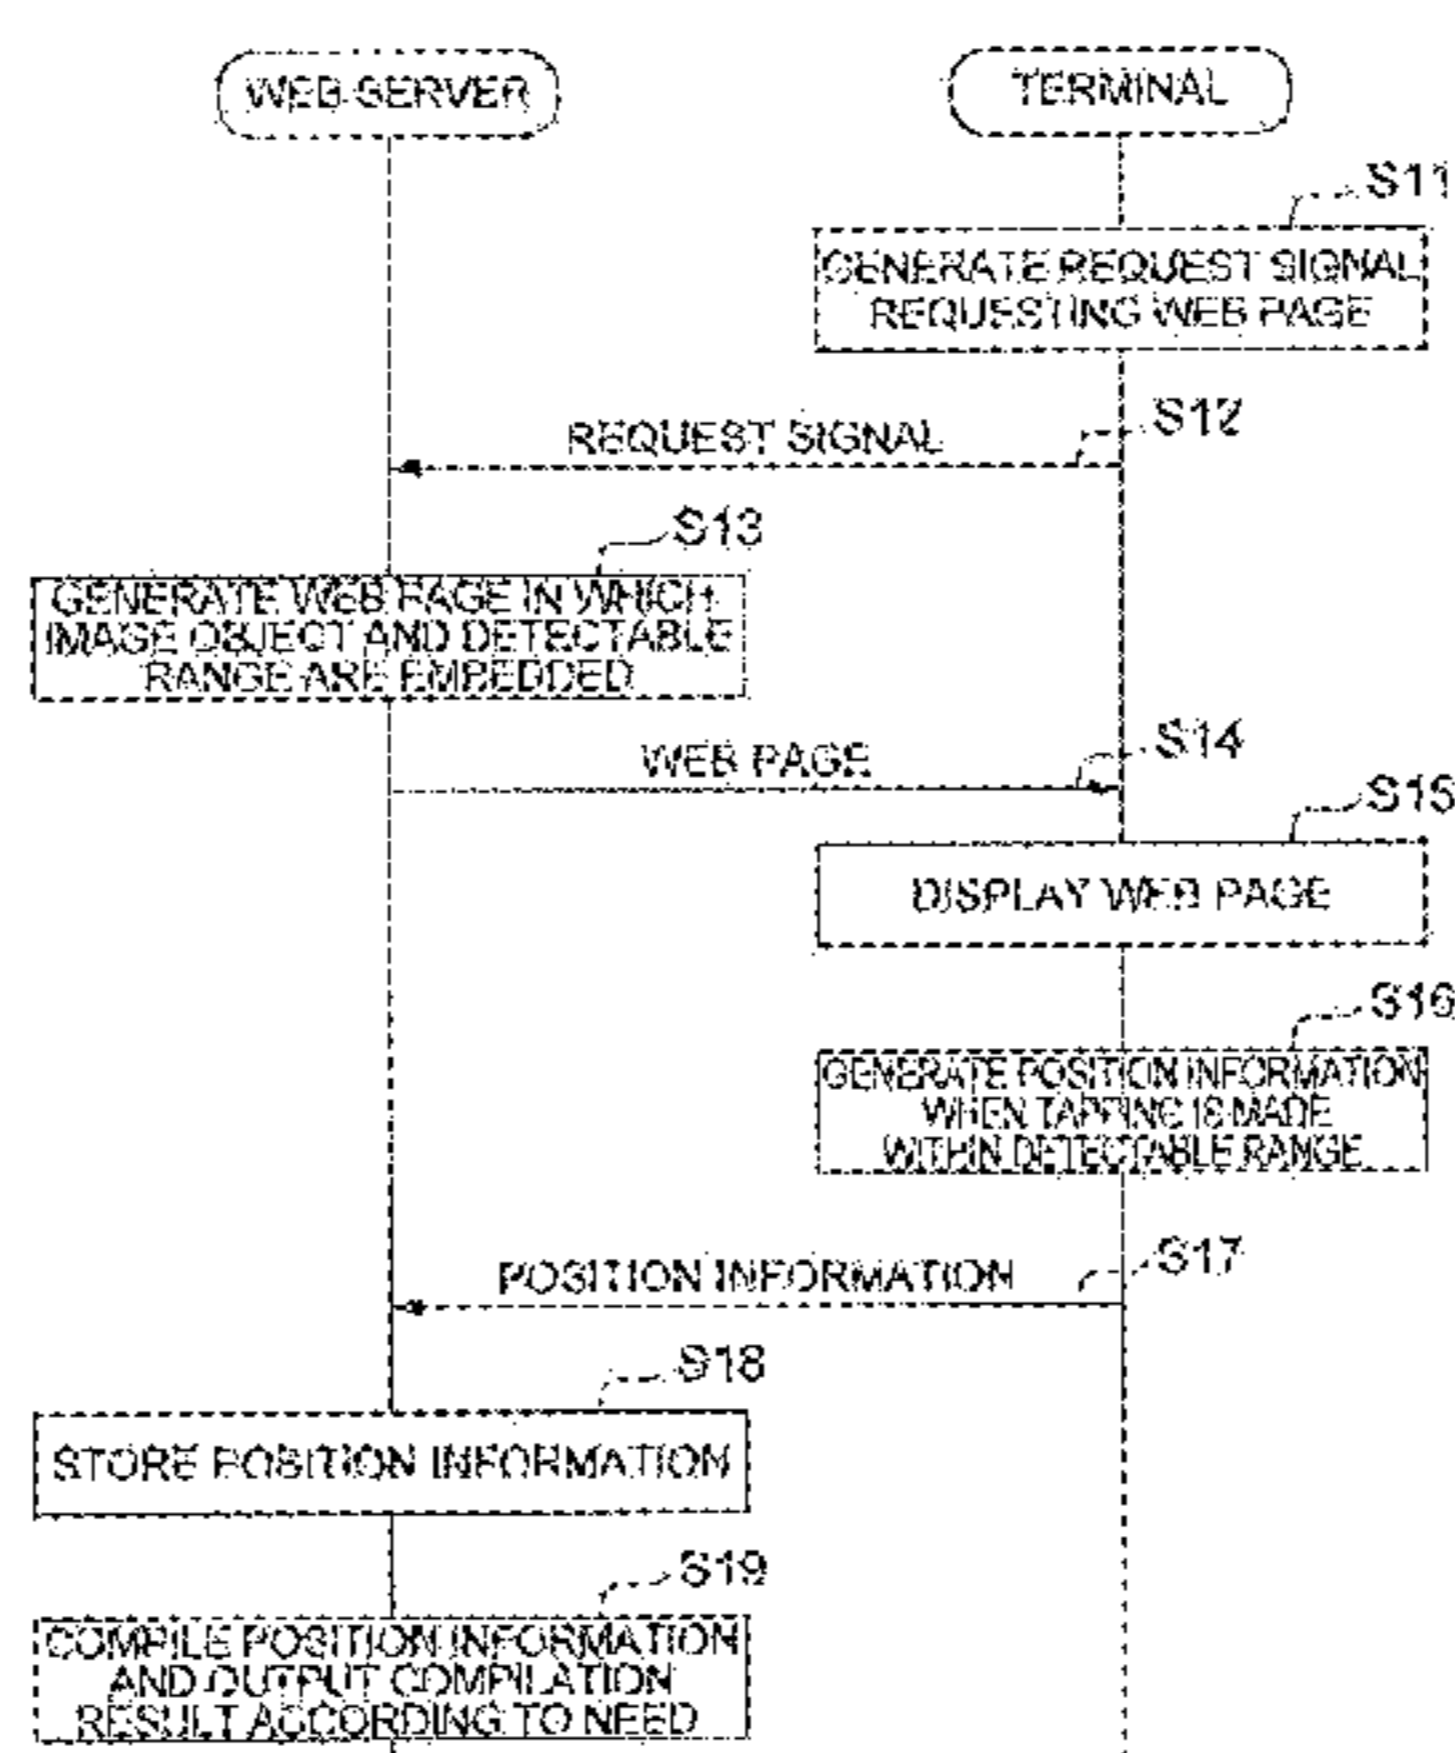 WEB SERVER
TERMINAL
S11
GENERATE REQUEST SIGNAL
REQUESTING WEB PAGE
S12
REQUEST SIGNAL
S13
GENERATE WEB PAGE IN WHICH
IMAGE OBJECT AND DETECTABLE
RANGE ARE EMBEDDED
S14
WEB PAGE
S15
DISPLAY WEB PAGE
S16
GENERATE POSITION INFORMATION
WHEN TAPPING IS MADE
WITHIN DETECTABLE RANGE
S17
POSITION INFORMATION
S18
STORE POSITION INFORMATION
S19
COMPILE POSITION INFORMATION
AND OUTPUT COMPILATION
RESULT ACCORDING TO NEED